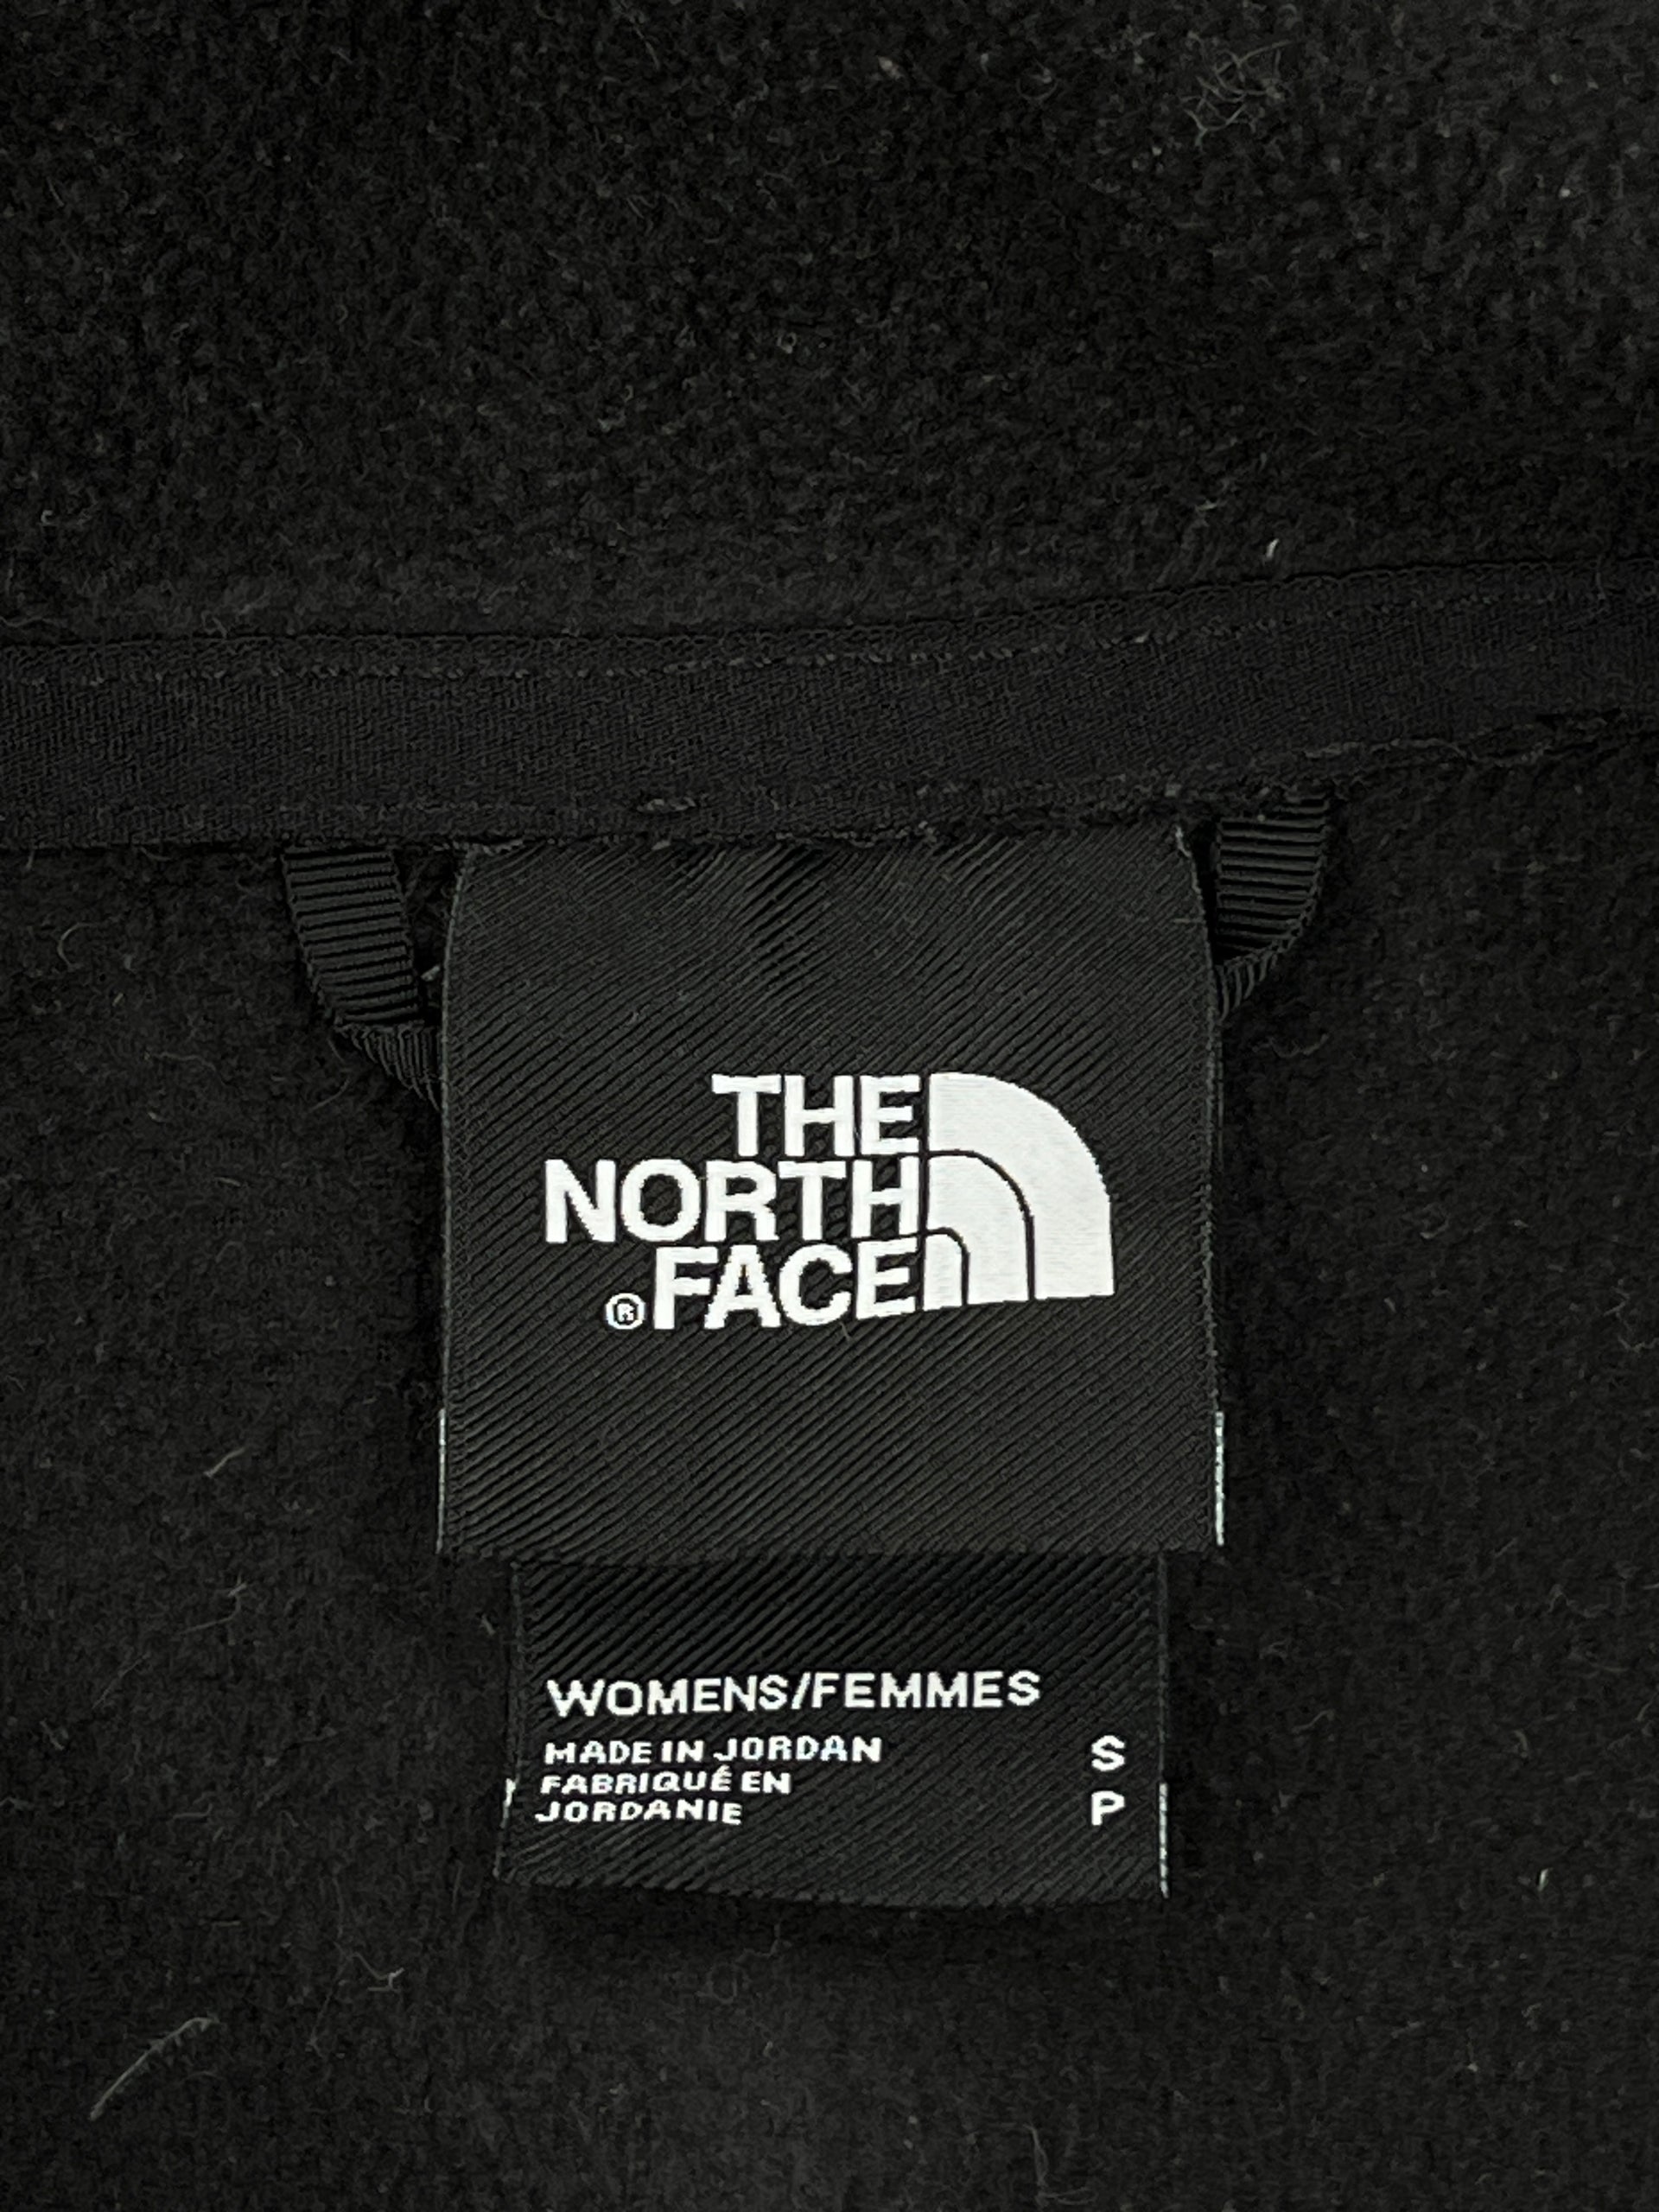 THE
NORTH
®FACE
WOMENS/FEMMES
MADE IN JORDAN S
FABRIQUÉ EN
JORDANIE P